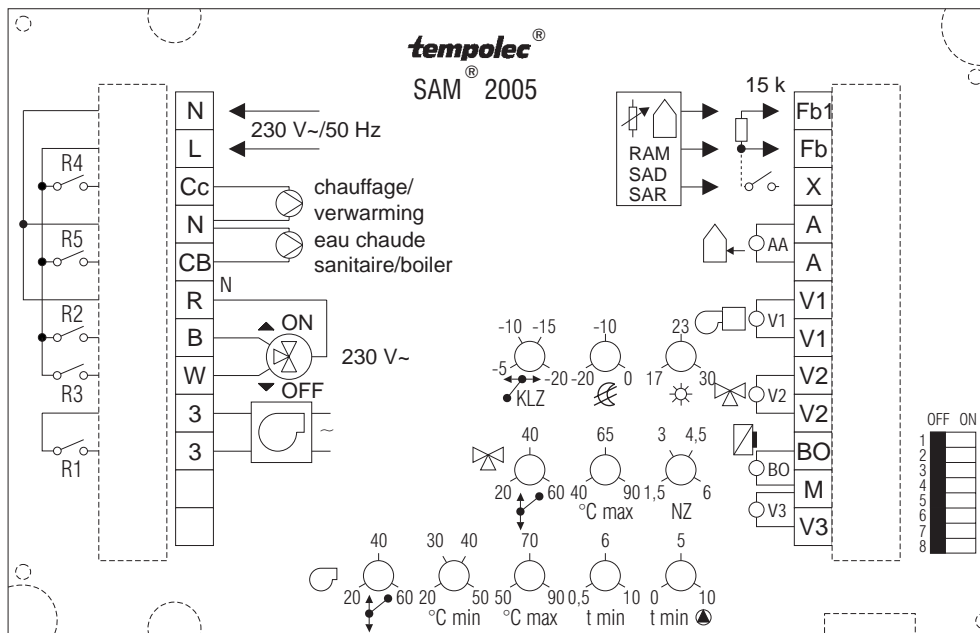 tempolec®
SAM® 2005
N
230 V~/50 Hz
L
R4
Cc
chauffage/
verwarming
N
eau chaude
sanitaire/boiler
R5
CB
N
R
R2
B
ON
230 V~
R3
W
OFF
3
~
R1
3
15 k
RAM
SAD
SAR
Fb1
Fb
X
A
AA
A
V1
V1
V1
V2
V2
V2
BO
BO
M
V3
V3
-10 -15
-5 -20
KLZ
-10
-20 0
23
17 30
40
20 60
65
40 90
°C max
3 4,5
1,5 6
NZ
40
20 60
30 40
20 50
°C min
70
50 90
°C max
6
0,5 10
t min
5
0 10
t min
OFF ON
1
2
3
4
5
6
7
8